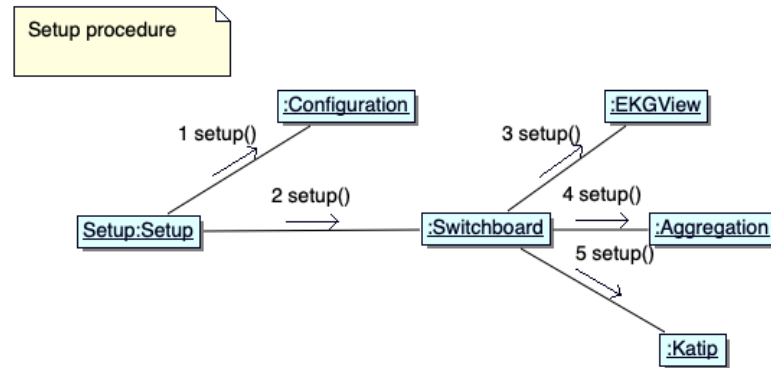 Setup procedure
:Configuration
:EKGView
1 setup()
3 setup()
2 setup()
4 setup()
Setup:Setup
:Switchboard
:Aggregation
5 setup()
:Katip